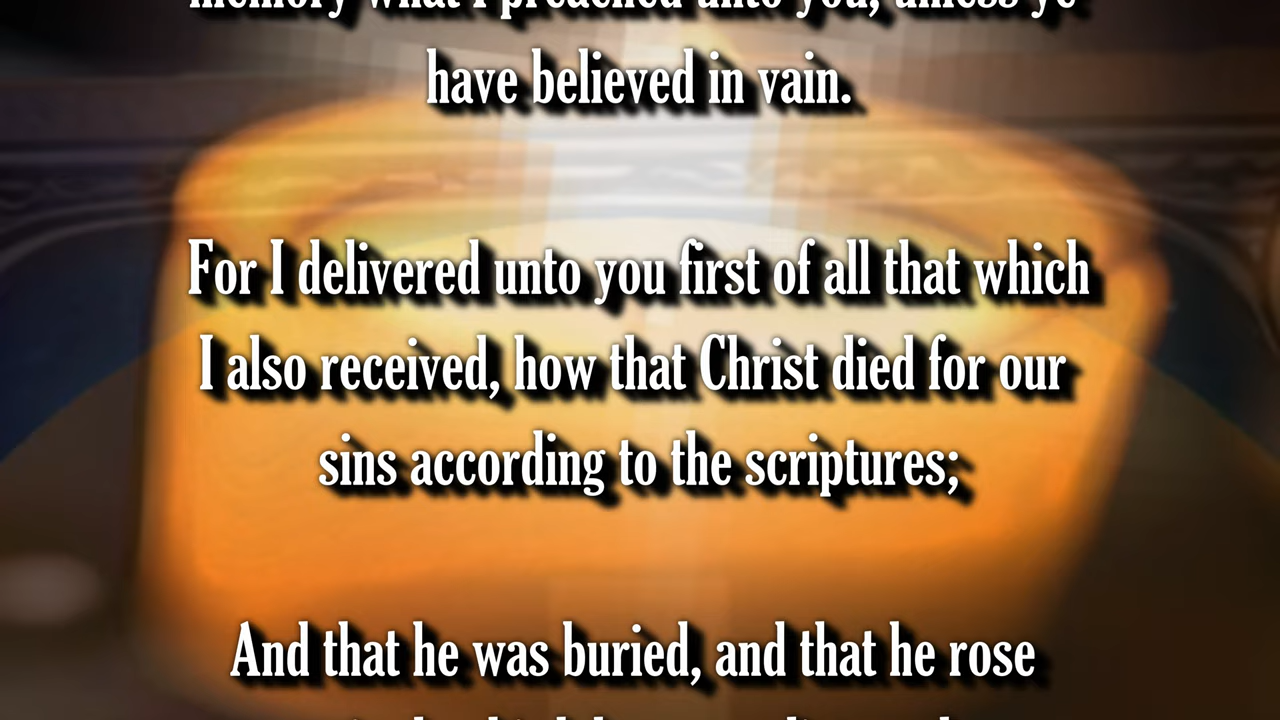 memory what I preached unto you, unless ye
have believed in vain.
For I delivered unto you first of all that which
I also received, how that Christ died for our
sins according to the scriptures;
And that he was buried, and that he rose